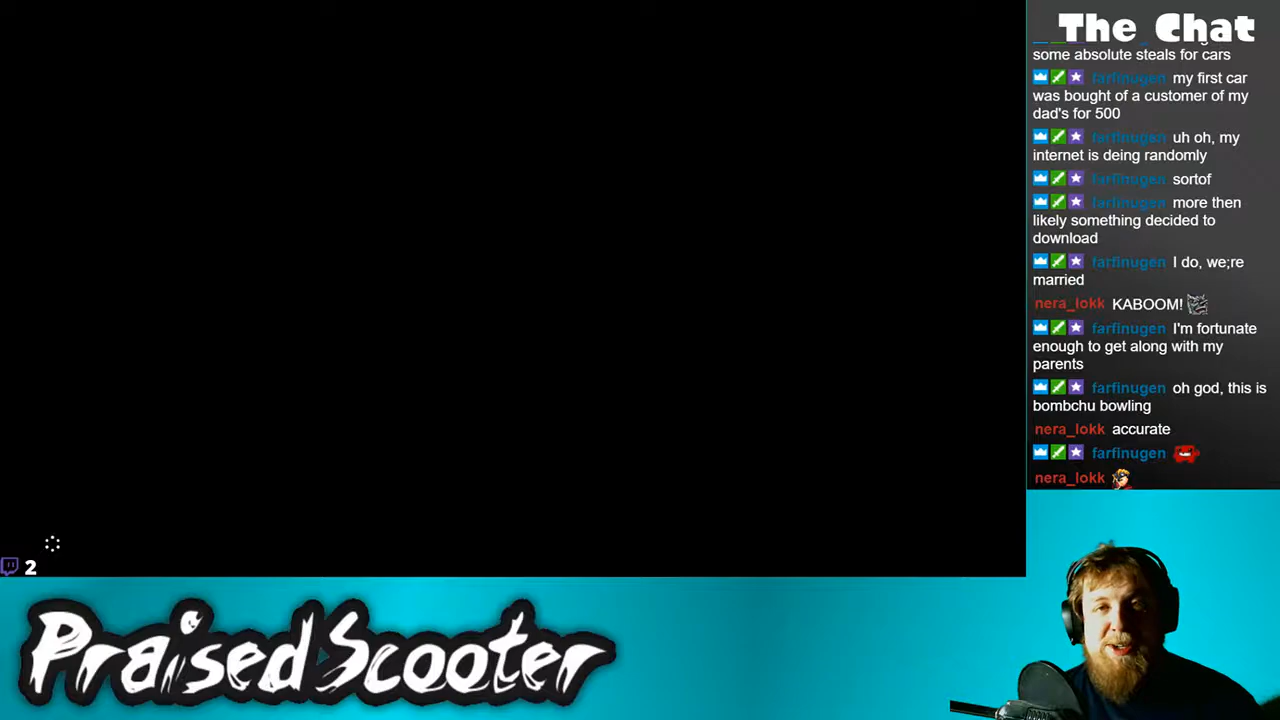 The Chat
some absolute steals for cars
farfinugen my first car
was bought of a customer of my
dad's for 500
farfinugen uh oh, my
internet is deing randomly
farfinugen sortof
farfinugen more then
likely something decided to
download
farfinugen I do, we;re
married
nera_lokk KABOOM!
farfinugen I'm fortunate
enough to get along with my
parents
farfinugen oh god, this is
bombchu bowling
nera_lokk accurate
farfinugen
nera_lokk
2
PraisedScooter